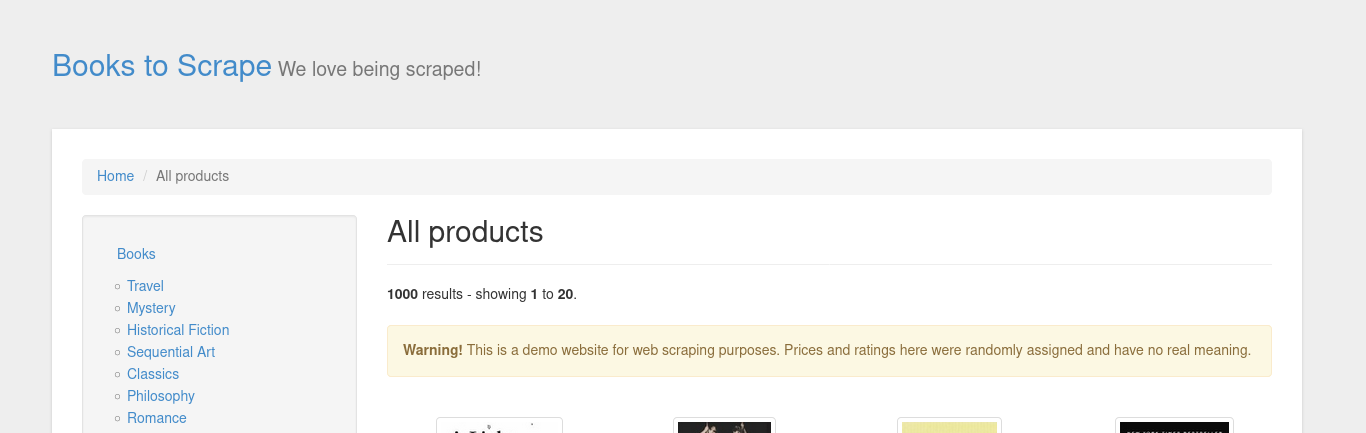 Books to Scrape We love being scraped!
Home / All products
Books
Travel
Mystery
Historical Fiction
Sequential Art
Classics
Philosophy
Romance
All products
1000 results - showing 1 to 20.
Warning! This is a demo website for web scraping purposes. Prices and ratings here were randomly assigned and have no real meaning.